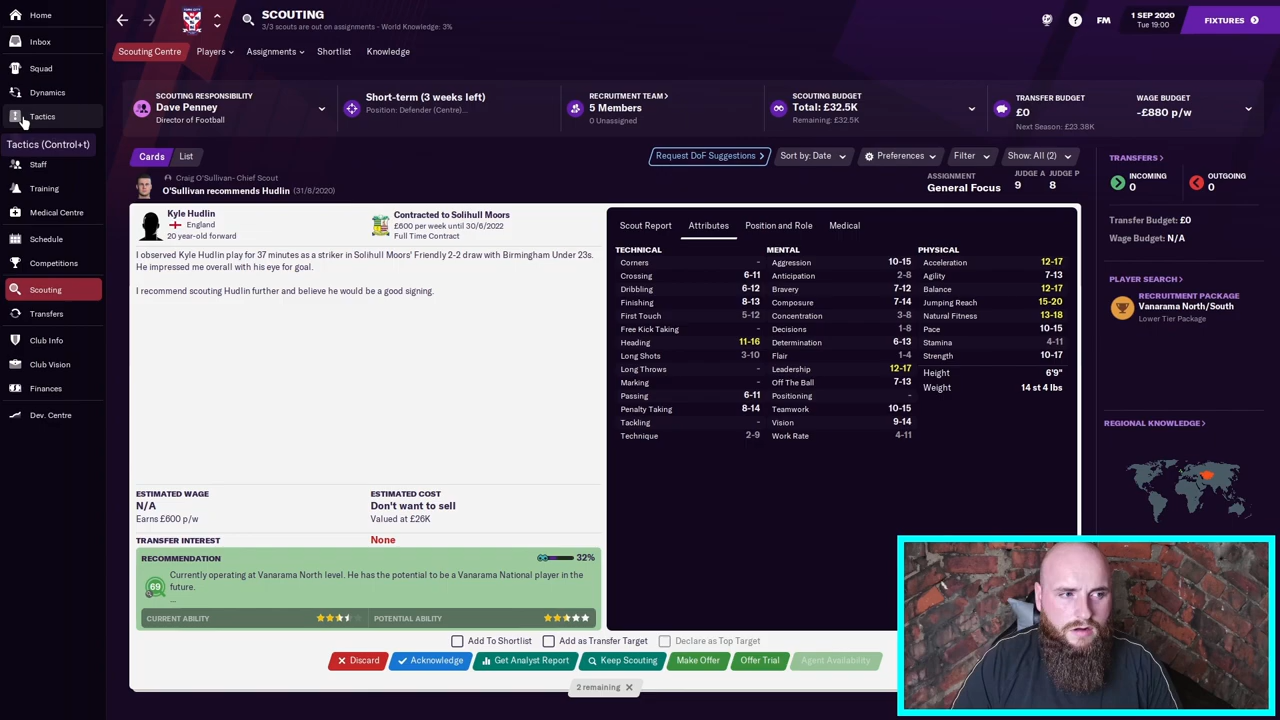 Home
Inbox
Squad
Dynamics
Tactics
Tactics (Control+t)
Staff
Training
Medical Centre
Schedule
Competitions
Scouting
Transfers
Club Info
Club Vision
Finances
Dev. Centre
SCOUTING
3/3 scouts are out on assignments - World Knowledge: 3%
FM
1 SEP 2020
Tue 19:00
FIXTURES
Scouting Centre
Players
Assignments
Shortlist
Knowledge
SCOUTING RESPONSIBILITY
Dave Penney
Director of Football
Short-term (3 weeks left)
Position: Defender (Centre)...
RECRUITMENT TEAM >
5 Members
0 Unassigned
SCOUTING BUDGET
Total: £32.5K
Remaining: £32.5K
TRANSFER BUDGET
£0
Next Season: £23.38K
WAGE BUDGET
-£880 p/w
Cards
List
Request DoF Suggestions >
Sort by: Date
Preferences
Filter
Show: All (2)
Craig O'Sullivan- Chief Scout
O'Sullivan recommends Hudlin (31/8/2020)
ASSIGNMENT
General Focus
JUDGE A
9
JUDGE P
8
Kyle Hudlin
England
20 year-old forward
Contracted to Solihull Moors
£600 per week until 30/6/2022
Full Time Contract
I observed Kyle Hudlin play for 37 minutes as a striker in Solihull Moors' Friendly 2-2 draw with Birmingham Under 23s.
He impressed me overall with his eye for goal.
I recommend scouting Hudlin further and believe he would be a good signing.
ESTIMATED WAGE
N/A
Earns £600 p/w
ESTIMATED COST
Don't want to sell
Valued at £26K
TRANSFER INTEREST
None
RECOMMENDATION
32%
69
Currently operating at Vanarama North level. He has the potential to be a Vanarama National player in the
future.
...
CURRENT ABILITY
POTENTIAL ABILITY
Scout Report
Attributes
Position and Role
Medical
TECHNICAL
Corners -
Crossing 6-11
Dribbling 6-12
Finishing 8-13
First Touch 5-12
Free Kick Taking -
Heading 11-16
Long Shots 3-10
Long Throws -
Marking -
Passing 6-11
Penalty Taking 8-14
Tackling -
Technique 2-9
MENTAL
Aggression 10-15
Anticipation 2-8
Bravery 7-12
Composure 7-14
Concentration 3-8
Decisions 1-8
Determination 6-13
Flair 1-4
Leadership 12-17
Off The Ball 7-13
Positioning -
Teamwork 10-15
Vision 9-14
Work Rate 4-11
PHYSICAL
Acceleration 12-17
Agility 7-13
Balance 12-17
Jumping Reach 15-20
Natural Fitness 13-18
Pace 10-15
Stamina 4-11
Strength 10-17
Height 6'9"
Weight 14 st 4 lbs
Add To Shortlist
Add as Transfer Target
Declare as Top Target
Discard
Acknowledge
Get Analyst Report
Keep Scouting
Make Offer
Offer Trial
Agent Availability
2 remaining
TRANSFERS >
INCOMING
0
OUTGOING
0
Transfer Budget: £0
Wage Budget: N/A
PLAYER SEARCH >
RECRUITMENT PACKAGE
Vanarama North/South
Lower Tier Package
REGIONAL KNOWLEDGE >